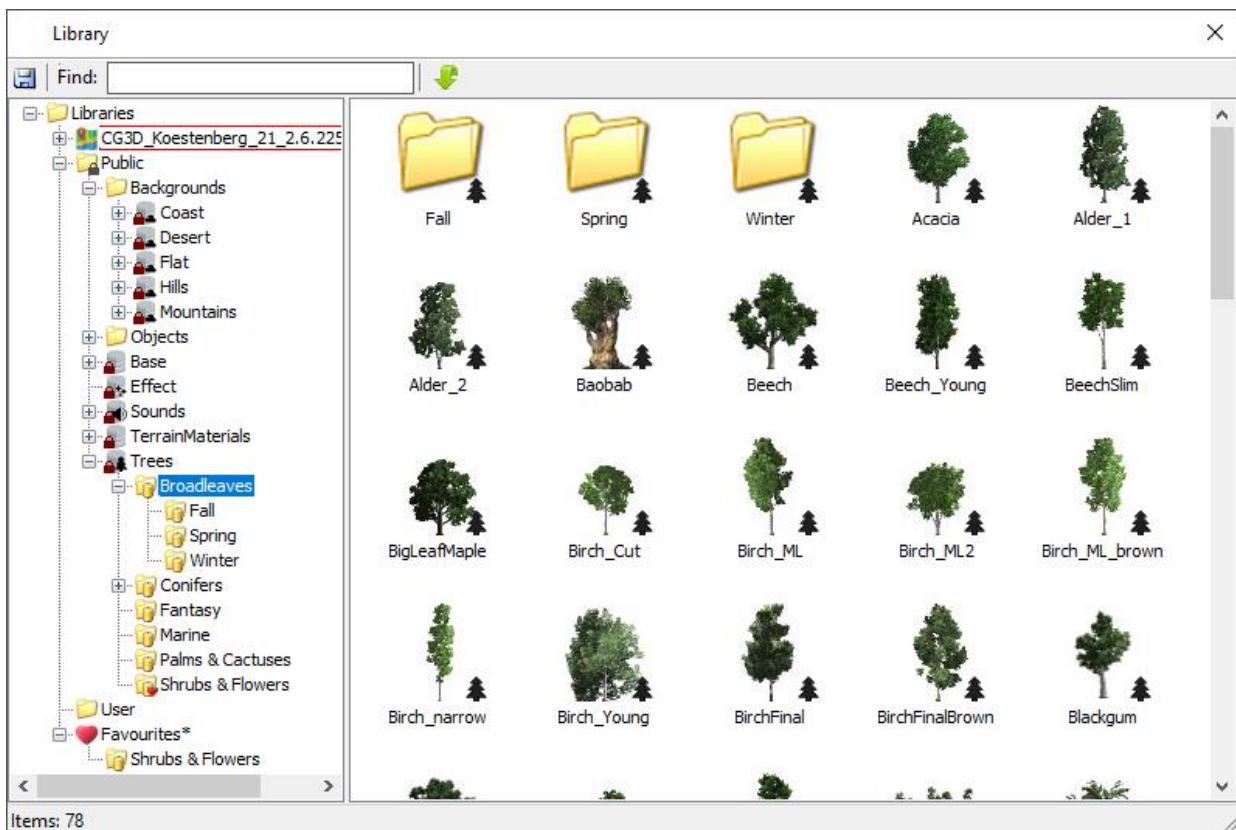 Library
Find:
Libraries
CG3D_Koestenberg_21_2.6.225
Public
Backgrounds
Coast
Desert
Flat
Hills
Mountains
Objects
Base
Effect
Sounds
TerrainMaterials
Trees
Broadleaves
Fall
Spring
Winter
Conifers
Fantasy
Marine
Palms & Cactuses
Shrubs & Flowers
User
Favourites*
Shrubs & Flowers
Fall Spring Winter Acacia Alder_1
Alder_2 Baobab Beech Beech_Young BeechSlim
BigLeafMaple Birch_Cut Birch_ML Birch_ML2 Birch_ML_brown
Birch_narrow Birch_Young BirchFinal BirchFinalBrown Blackgum
Items: 78